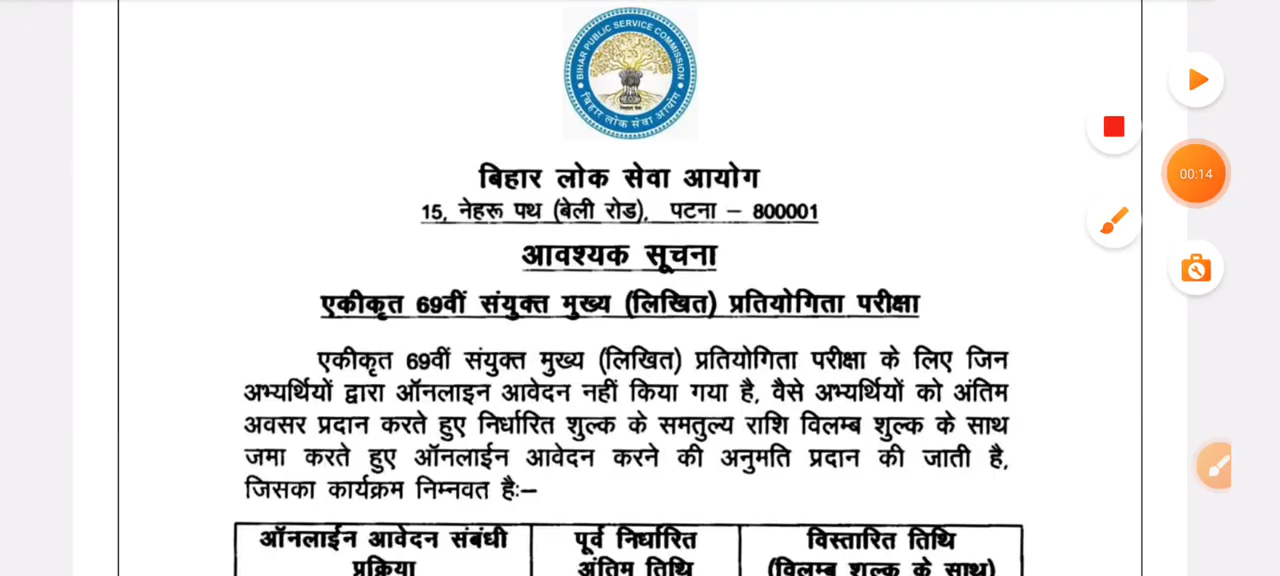 BIHAR PUBLIC SERVICE COMMISSION
बिहार लोक सेवा आयोग
बिहार लोक सेवा आयोग
15, नेहरू पथ (बेली रोड), पटना – 800001
आवश्यक सूचना
एकीकृत 69वीं संयुक्त मुख्य (लिखित) प्रतियोगिता परीक्षा
एकीकृत 69वीं संयुक्त मुख्य (लिखित) प्रतियोगिता परीक्षा के लिए जिन
अभ्यर्थियों द्वारा ऑनलाइन आवेदन नहीं किया गया है, वैसे अभ्यर्थियों को अंतिम
अवसर प्रदान करते हुए निर्धारित शुल्क के समतुल्य राशि विलम्ब शुल्क के साथ
जमा करते हुए ऑनलाईन आवेदन करने की अनुमति प्रदान की जाती है,
जिसका कार्यक्रम निम्नवत है:–
ऑनलाईन आवेदन संबंधी
प्रक्रिया
पूर्व निर्धारित
अंतिम तिथि
विस्तारित तिथि
(विलम्ब शुल्क के साथ)
00:14